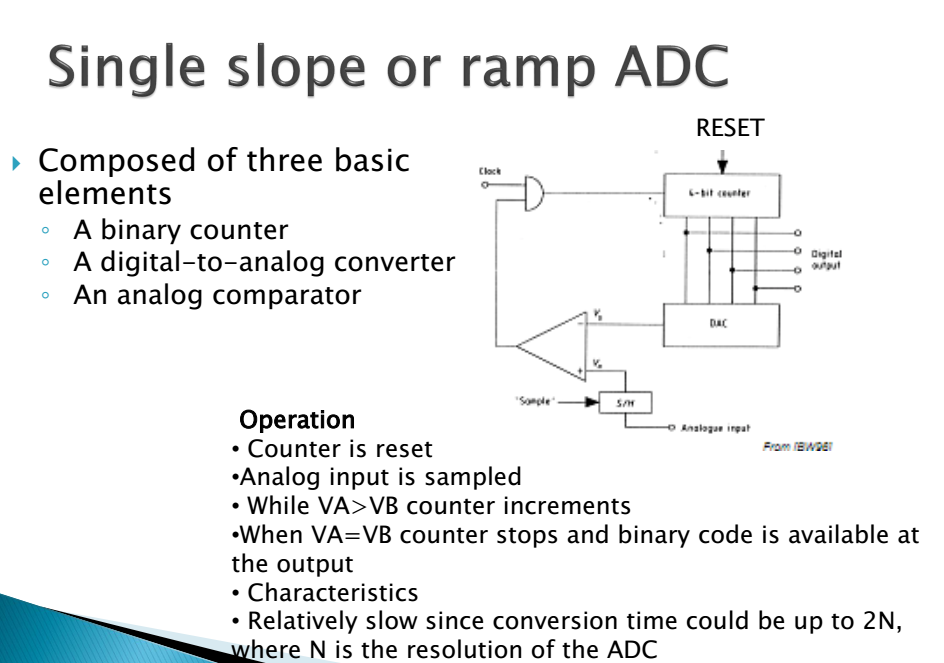 Single slope or ramp ADC
Composed of three basic
elements
A binary counter
A digital-to-analog converter
An analog comparator
RESET
Clock
4-bit counter
Digital
output
DAC
V_B
V_A
"Sample"
S/H
Analogue input
From [BW96]
Operation
• Counter is reset
•Analog input is sampled
• While VA>VB counter increments
•When VA=VB counter stops and binary code is available at
the output
• Characteristics
• Relatively slow since conversion time could be up to 2N,
where N is the resolution of the ADC